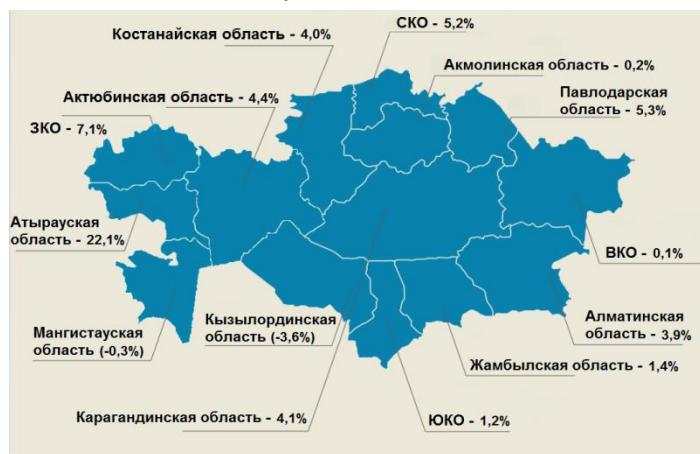 СКО - 5,2%
Костанайская область - 4,0%
Акмолинская область - 0,2%
Актюбинская область - 4,4%
Павлодарская
область - 5,3%
ЗКО - 7,1%
Атырауская
область - 22,1%
ВКО - 0,1%
Мангистауская
область (-0,3%)
Кызылординская
область (-3,6%)
Алматинская
область - 3,9%
Жамбылская область - 1,4%
Карагандинская область - 4,1%
ЮКО - 1,2%